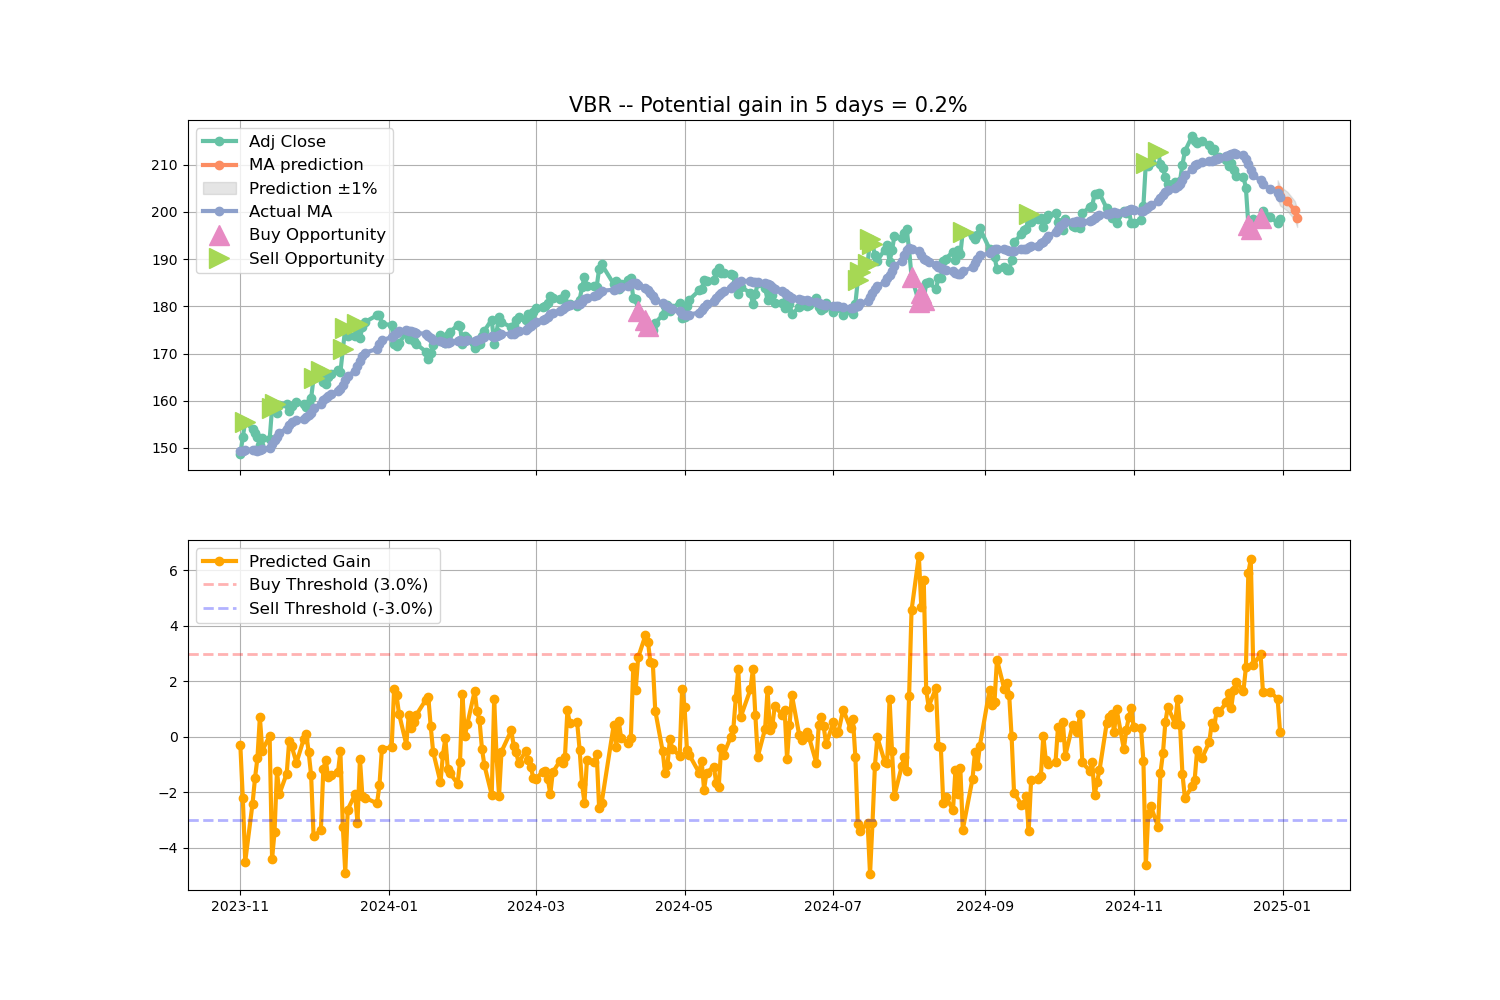 VBR -- Potential gain in 5 days = 0.2%
Adj Close
MA prediction
Prediction ±1%
Actual MA
Buy Opportunity
Sell Opportunity
210
200
190
180
170
160
150
Predicted Gain
Buy Threshold (3.0%)
Sell Threshold (-3.0%)
6
4
2
0
−2
−4
2023-11 2024-01 2024-03 2024-05 2024-07 2024-09 2024-11 2025-01